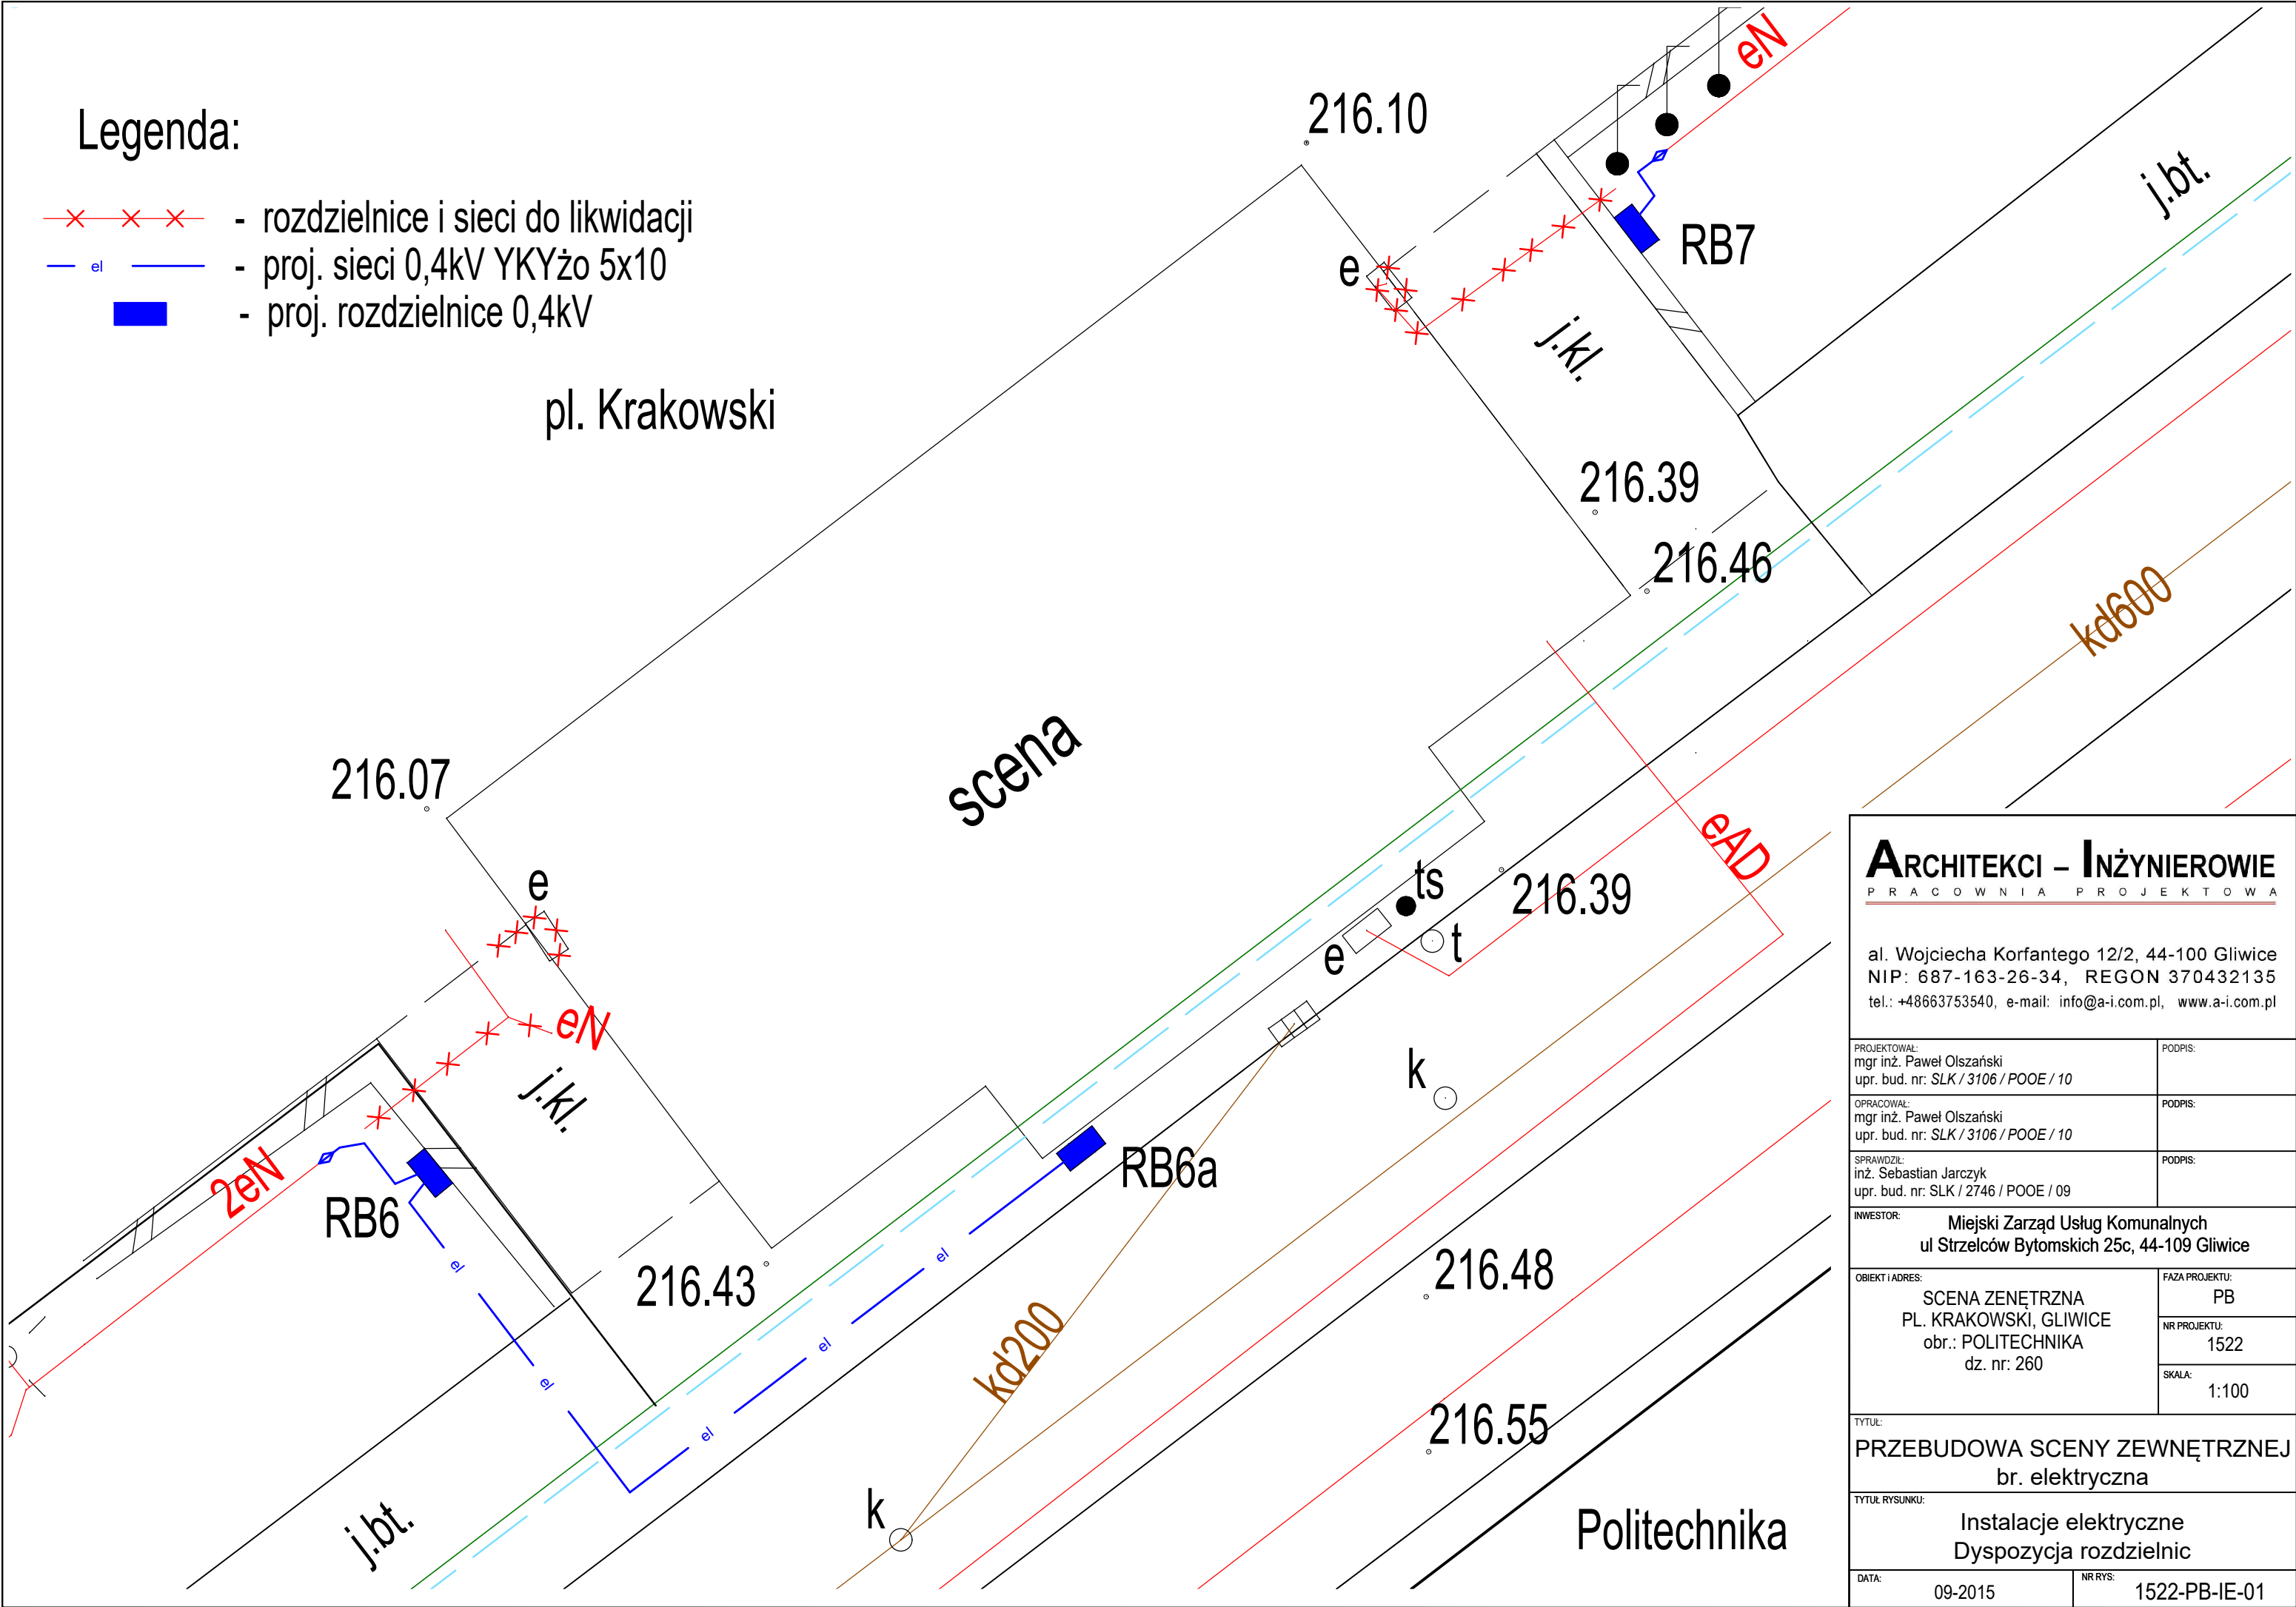 Legenda:
- rozdzielnice i sieci do likwidacji
el - proj. sieci 0,4kV YKYżo 5x10
- proj. rozdzielnice 0,4kV
pl. Krakowski
216.10
eN
j.bt.
RB7
e
j.kl.
216.39
216.46
kd600
scena
216.07
e
eN
j.kl.
2eN
RB6
216.43
el
el
el
el
el
RB6a
ts
t
e
216.39
eAD
k
216.48
kd200
216.55
k
j.bt.
Politechnika
ARCHITEKCI – INŻYNIEROWIE
PRACOWNIA PROJEKTOWA
al. Wojciecha Korfantego 12/2, 44-100 Gliwice
NIP: 687-163-26-34, REGON 370432135
tel.: +48663753540, e-mail: info@a-i.com.pl, www.a-i.com.pl
PROJEKTOWAŁ:
mgr inż. Paweł Olszański
upr. bud. nr: SLK / 3106 / POOE / 10
PODPIS:
OPRACOWAŁ:
mgr inż. Paweł Olszański
upr. bud. nr: SLK / 3106 / POOE / 10
PODPIS:
SPRAWDZIŁ:
inż. Sebastian Jarczyk
upr. bud. nr: SLK / 2746 / POOE / 09
PODPIS:
INWESTOR:
Miejski Zarząd Usług Komunalnych
ul Strzelców Bytomskich 25c, 44-109 Gliwice
OBIEKT i ADRES:
SCENA ZENĘTRZNA
PL. KRAKOWSKI, GLIWICE
obr.: POLITECHNIKA
dz. nr: 260
FAZA PROJEKTU:
PB
NR PROJEKTU:
1522
SKALA:
1:100
TYTUŁ:
PRZEBUDOWA SCENY ZEWNĘTRZNEJ
br. elektryczna
TYTUŁ RYSUNKU:
Instalacje elektryczne
Dyspozycja rozdzielnic
DATA:
09-2015
NR RYS:
1522-PB-IE-01